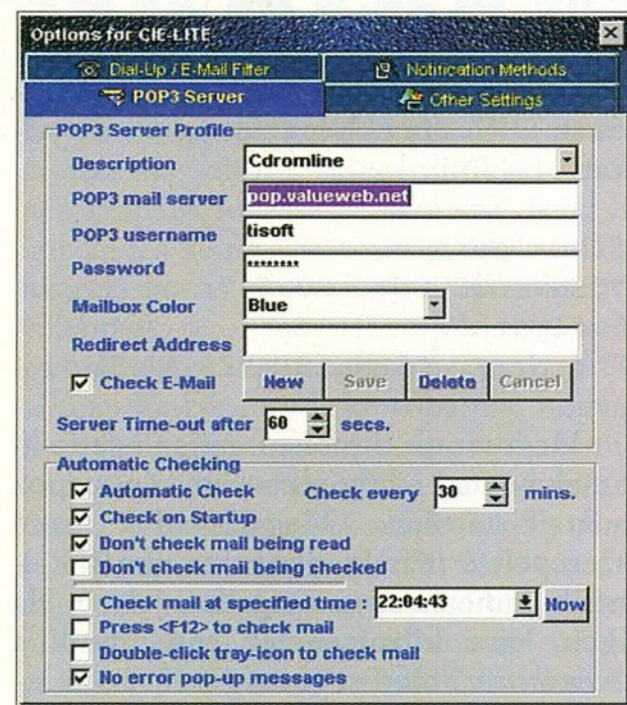 Options for CIE-LITE
Dial-Up / E-Mail Filter
Notification Methods
POP3 Server
Other Settings
POP3 Server Profile
Description Cdromline
POP3 mail server pop.valueweb.net
POP3 username tisoft
Password ********
Mailbox Color Blue
Redirect Address
Check E-Mail New Save Delete Cancel
Server Time-out after 60 secs.
Automatic Checking
Automatic Check Check every 30 mins.
Check on Startup
Don't check mail being read
Don't check mail being checked
Check mail at specified time : 22:04:43 Now
Press <F12> to check mail
Double-click tray-icon to check mail
No error pop-up messages